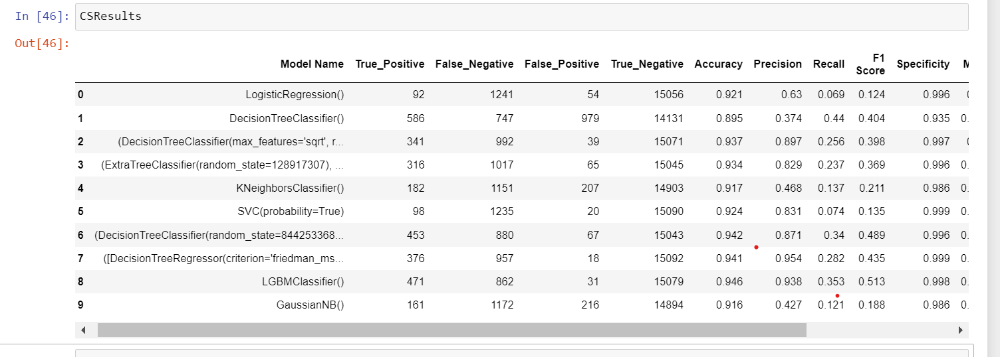 In [46]: CSResults
Out[46]:
Model Name True_Positive False_Negative False_Positive True_Negative Accuracy Precision Recall F1 Score Specificity M
0 LogisticRegression() 92 1241 54 15056 0.921 0.63 0.069 0.124 0.996 0
1 DecisionTreeClassifier() 586 747 979 14131 0.895 0.374 0.44 0.404 0.935 0.
2 (DecisionTreeClassifier(max_features='sqrt', r... 341 992 39 15071 0.937 0.897 0.256 0.398 0.997 0
3 (ExtraTreeClassifier(random_state=128917307), ... 316 1017 65 15045 0.934 0.829 0.237 0.369 0.996 0.
4 KNeighborsClassifier() 182 1151 207 14903 0.917 0.468 0.137 0.211 0.986 0.
5 SVC(probability=True) 98 1235 20 15090 0.924 0.831 0.074 0.135 0.999 0.
6 (DecisionTreeClassifier(random_state=844253368... 453 880 67 15043 0.942 0.871 0.34 0.489 0.996 0.
7 ([DecisionTreeRegressor(criterion='friedman_ms... 376 957 18 15092 0.941 0.954 0.282 0.435 0.999 0.
8 LGBMClassifier() 471 862 31 15079 0.946 0.938 0.353 0.513 0.998 0.
9 GaussianNB() 161 1172 216 14894 0.916 0.427 0.121 0.188 0.986 0.